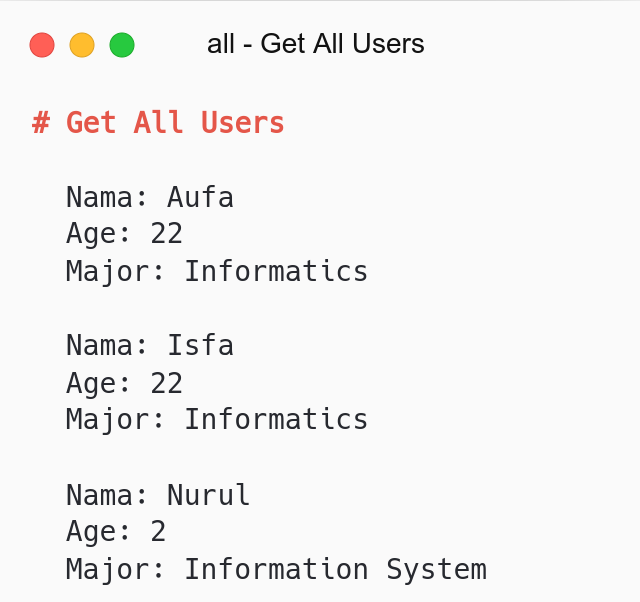 all - Get All Users
# Get All Users
Nama: Aufa
Age: 22
Major: Informatics
Nama: Isfa
Age: 22
Major: Informatics
Nama: Nurul
Age: 2
Major: Information System